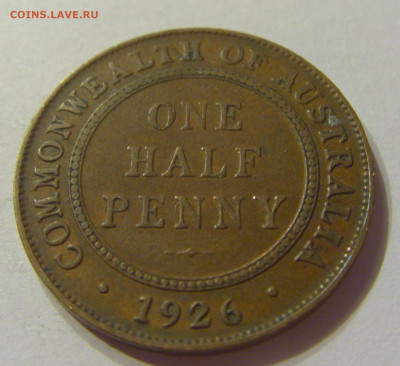 COINS.LAVE.RU
COMMONWEALTH OF AUSTRALIA
ONE
HALF
PENNY
· 1926 ·